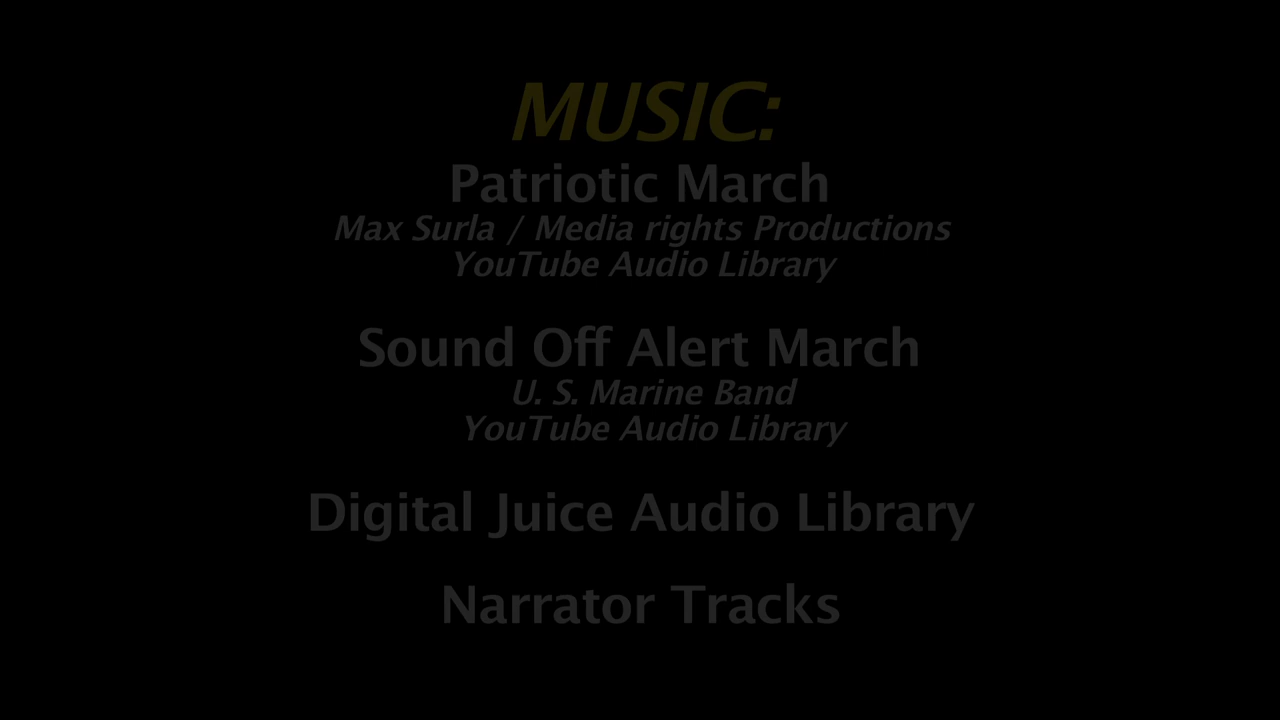 MUSIC:
Patriotic March
Max Surla / Media rights Productions
YouTube Audio Library
Sound Off Alert March
U. S. Marine Band
YouTube Audio Library
Digital Juice Audio Library
Narrator Tracks